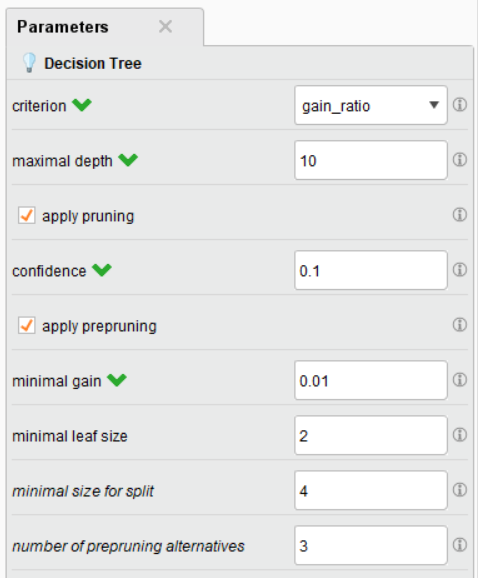 Parameters
Decision Tree
criterion gain_ratio
maximal depth 10
apply pruning
confidence 0.1
apply prepruning
minimal gain 0.01
minimal leaf size 2
minimal size for split 4
number of prepruning alternatives 3